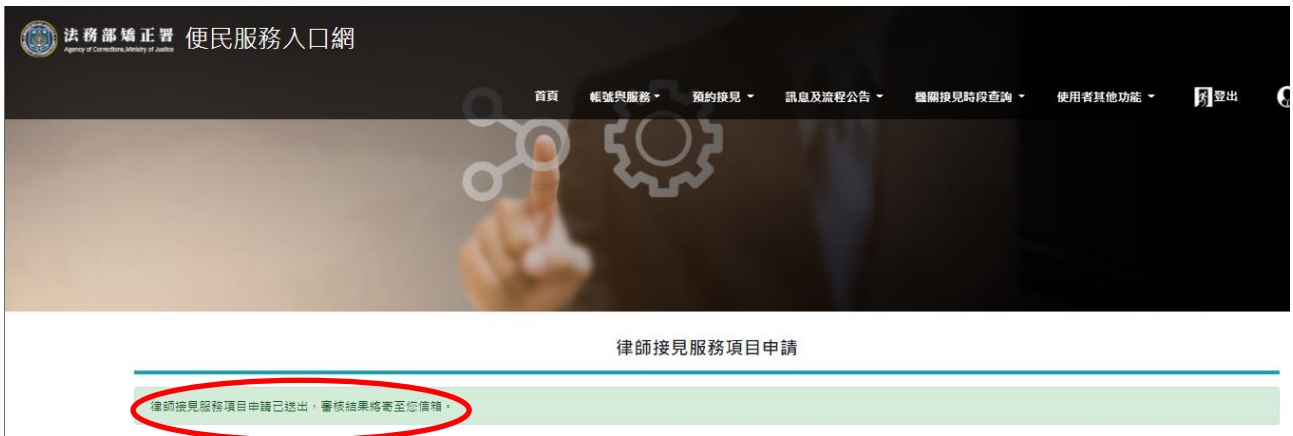 法務部矯正署 便民服務入口網
Agency of Corrections, Ministry of Justice
首頁 帳號與服務 預約接見 訊息及流程公告 機關接見時段查詢 使用者其他功能 登出
律師接見服務項目申請
律師接見服務項目申請已送出，審核結果將寄至您信箱。